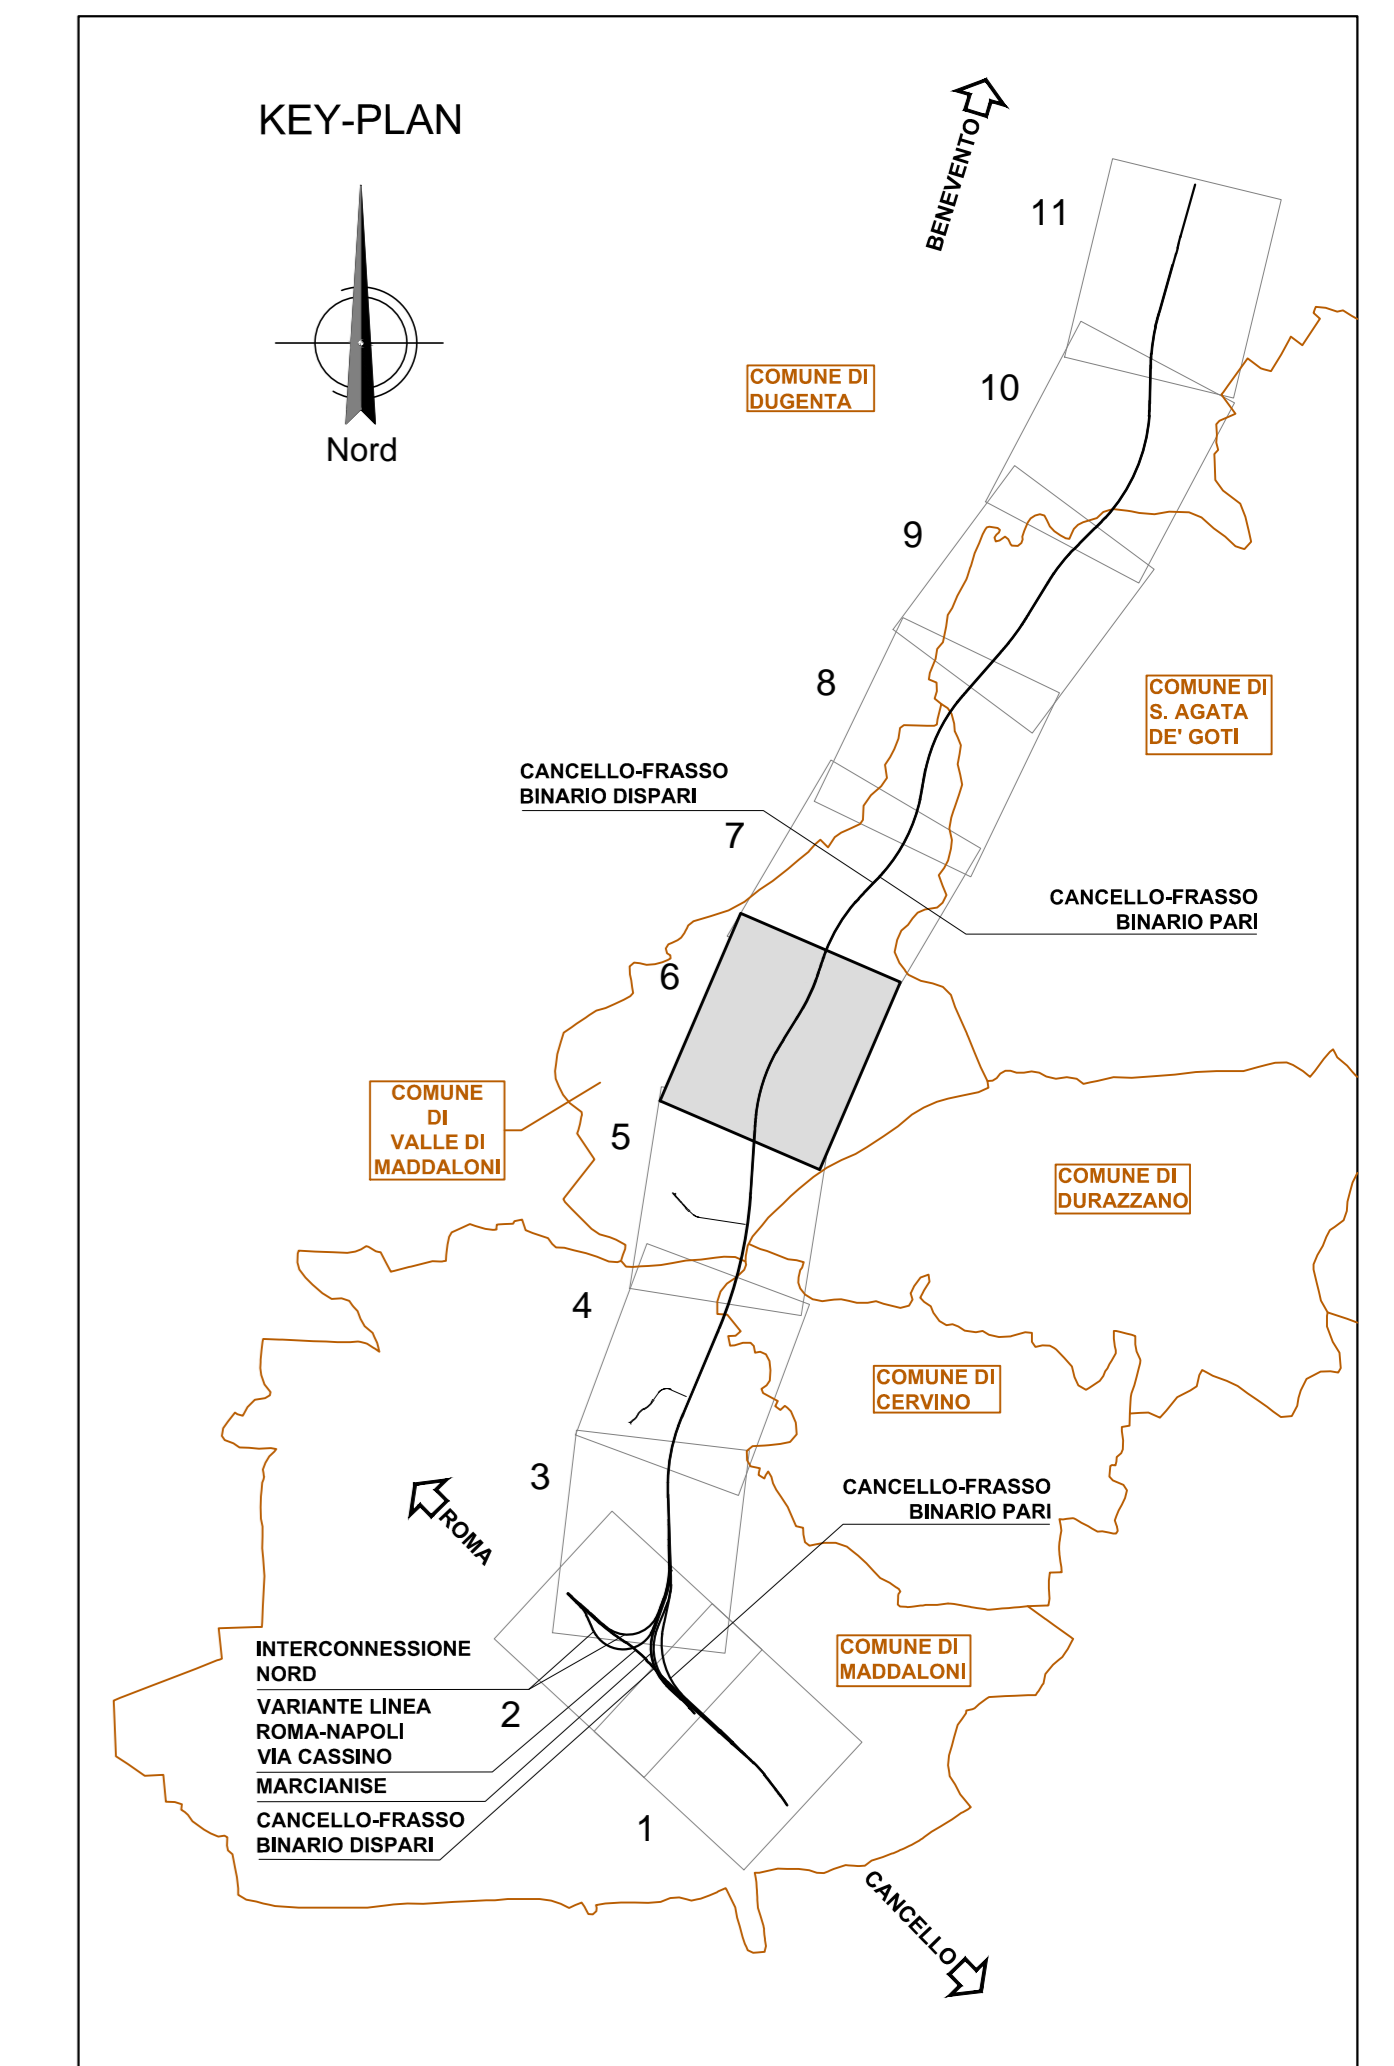 KEY-PLAN
Nord
BENEVENTO
11
10
COMUNE DI
DUGENTA
9
8
COMUNE DI
S. AGATA
DE' GOTI
CANCELLO-FRASSO
BINARIO DISPARI
7
CANCELLO-FRASSO
BINARIO PARI
6
COMUNE
DI
VALLE DI
MADDALONI
5
COMUNE DI
DURAZZANO
4
COMUNE DI
CERVINO
3
CANCELLO-FRASSO
BINARIO PARI
ROMA
INTERCONNESSIONE
NORD
COMUNE DI
MADDALONI
2
VARIANTE LINEA
ROMA-NAPOLI
VIA CASSINO
MARCIANISE
CANCELLO-FRASSO
BINARIO DISPARI
1
CANCELLO